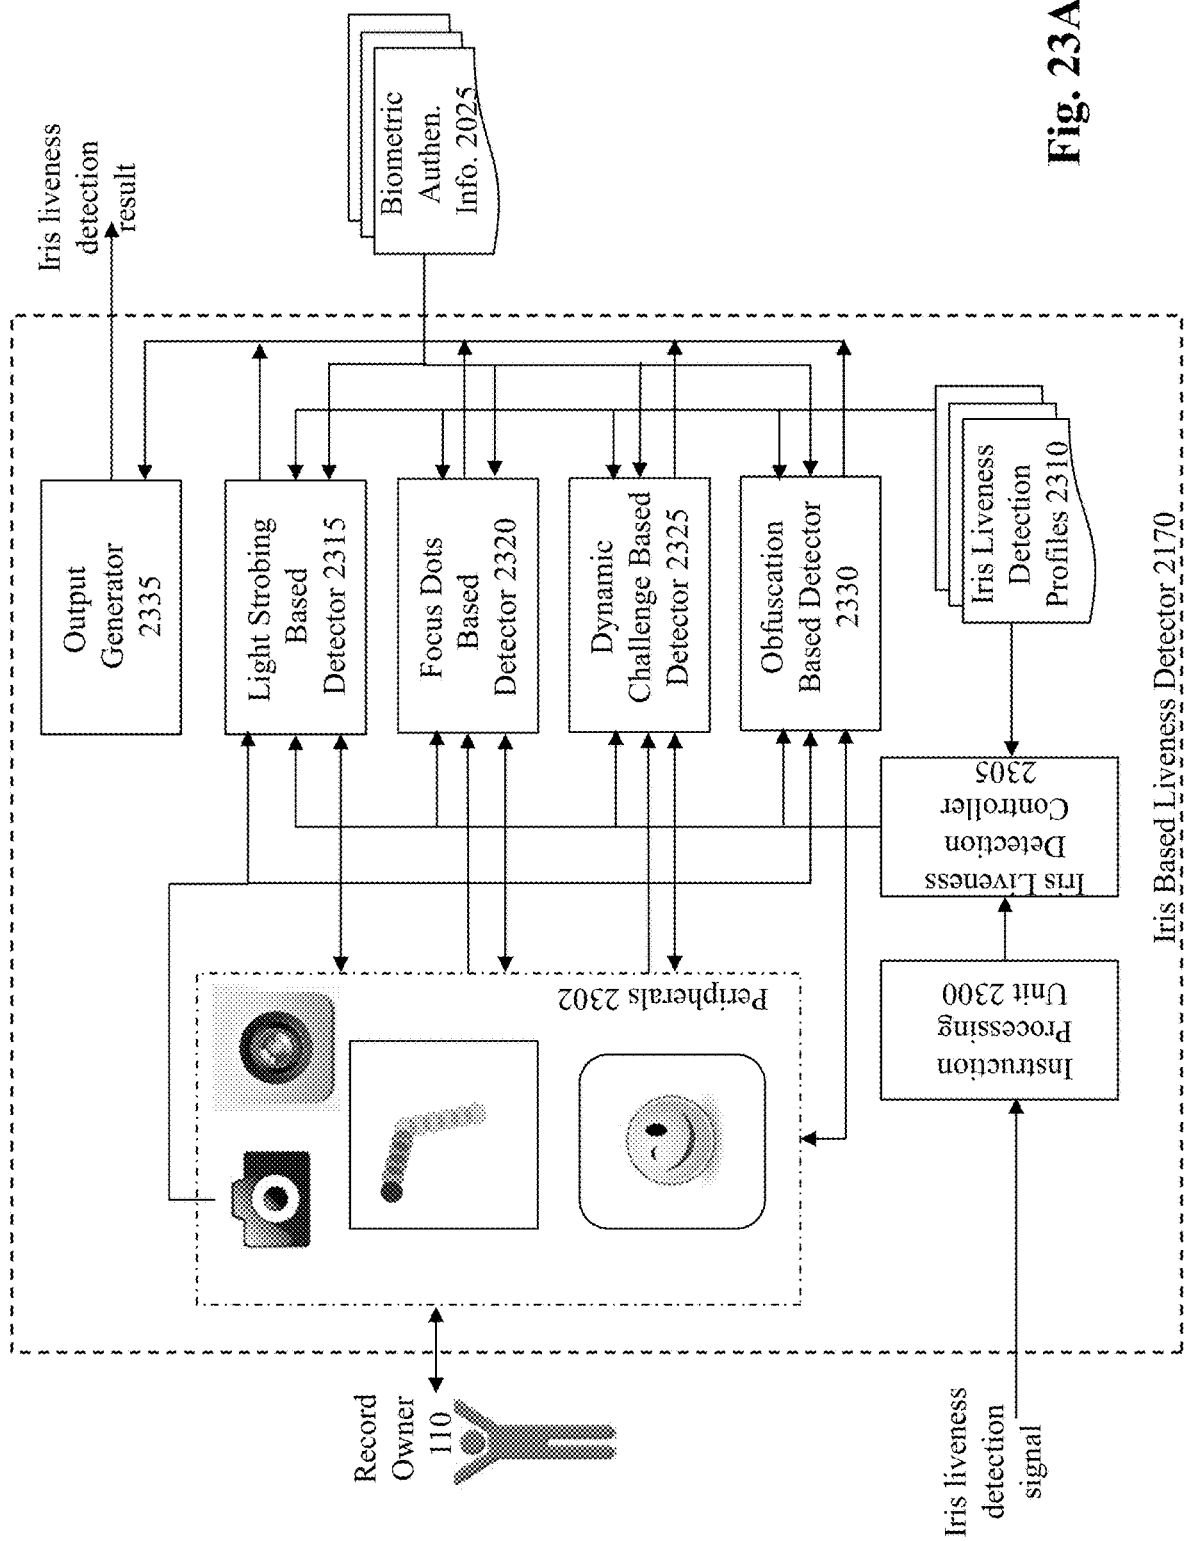 Iris liveness
detection
result
Biometric
Authen.
Info. 2025
Output
Generator
2335
Light Strobing
Based
Detector 2315
Focus Dots
Based
Detector 2320
Dynamic
Challenge Based
Detector 2325
Obfuscation
Based Detector
2330
Iris Liveness
Detection
Profiles 2310
Iris Liveness
Detection
Controller
2305
Instruction
Processing
Unit 2300
Peripherals 2302
Record
Owner
110
Iris liveness
detection
signal
Iris Based Liveness Detector 2170
Fig. 23A